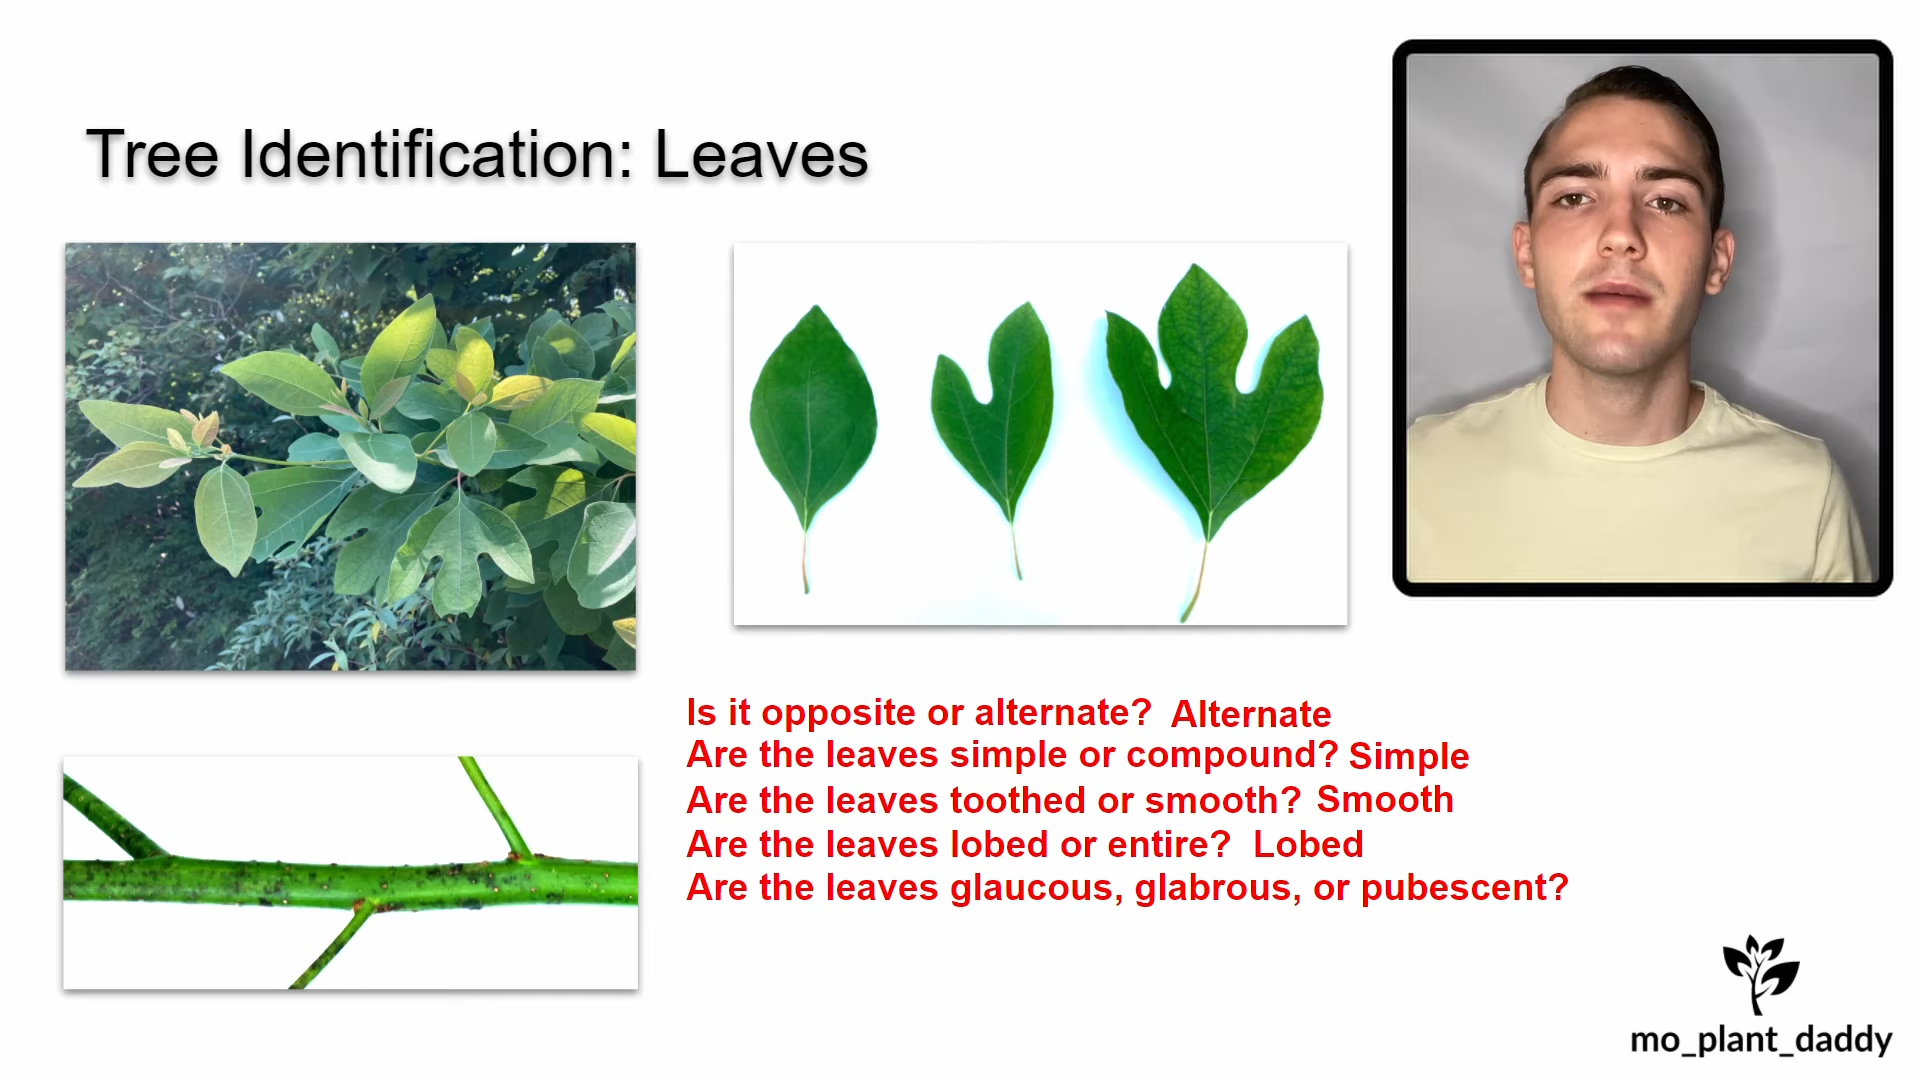 Tree Identification: Leaves
Is it opposite or alternate? Alternate
Are the leaves simple or compound? Simple
Are the leaves toothed or smooth? Smooth
Are the leaves lobed or entire? Lobed
Are the leaves glaucous, glabrous, or pubescent?
mo_plant_daddy